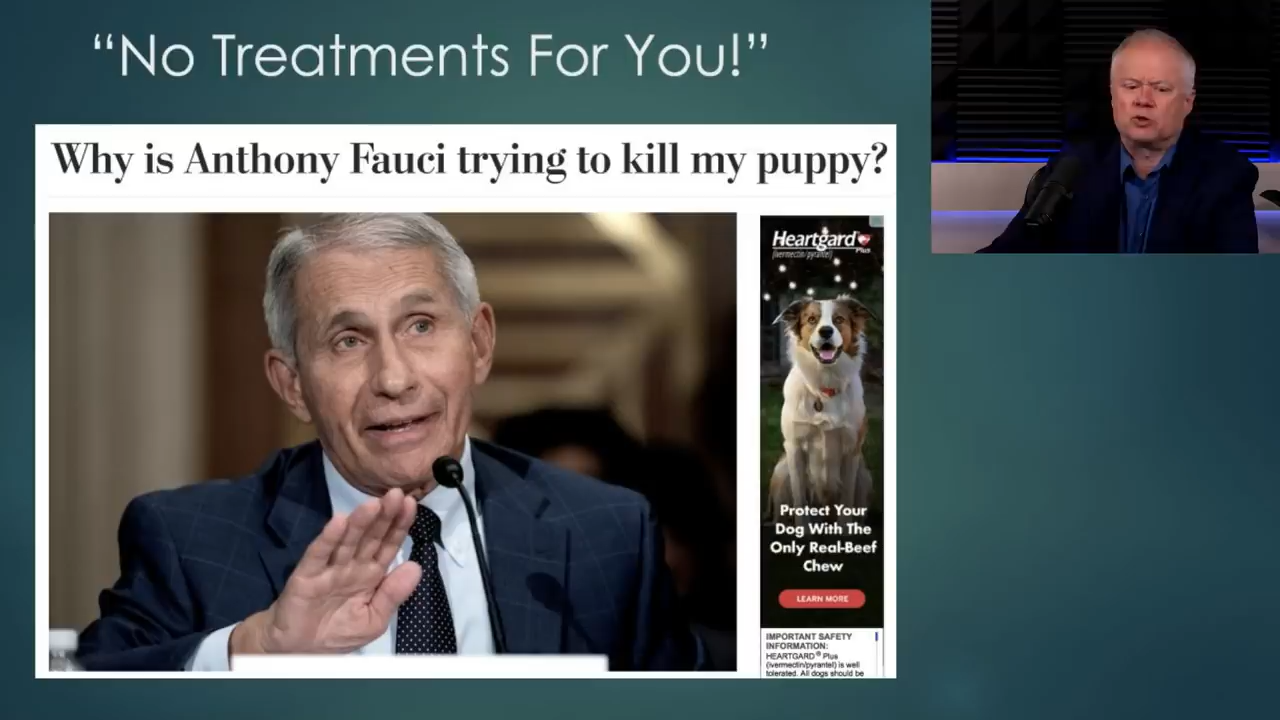 “No Treatments For You!”
Why is Anthony Fauci trying to kill my puppy?
Heartgard
Plus
(ivermectin/pyrantel)
Protect Your
Dog With The
Only Real-Beef
Chew
LEARN MORE
IMPORTANT SAFETY
INFORMATION:
HEARTGARD® Plus
(ivermectin/pyrantel) is well
tolerated. All dogs should be